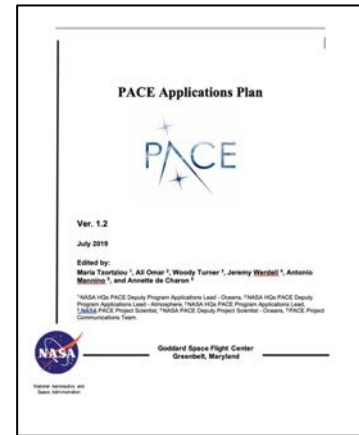 PACE Applications Plan
PACE
Ver. 1.2
July 2019
Edited by:
Maria Tzortziou 1, Ali Omar 2, Woody Turner 3, Jeremy Werdell 4, Antonio
Mannino 5, and Annette de Charon 6
1NASA HQs PACE Deputy Program Applications Lead - Oceans, 2NASA HQs PACE Deputy
Program Applications Lead - Atmosphere, 3NASA HQs PACE Program Applications Lead,
4 NASA PACE Project Scientist, 5NASA PACE Deputy Project Scientist - Oceans, 6PACE Project
Communications Team.
NASA
Goddard Space Flight Center
Greenbelt, Maryland
National Aeronautics and
Space Administration